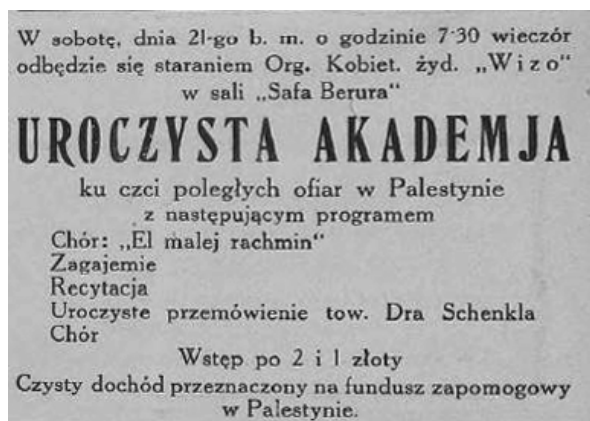 W sobotę, dnia 21-go b. m. o godzinie 7·30 wieczór
odbędzie się staraniem Org. Kobiet. żyd. „Wizo“
w sali „Safa Berura“
UROCZYSTA AKADEMJA
ku czci poległych ofiar w Palestynie
z następującym programem
Chór: „El malej rachmin“
Zagajemie
Recytacja
Uroczyste przemówienie tow. Dra Schenkla
Chór
Wstęp po 2 i 1 złoty
Czysty dochód przeznaczony na fundusz zapomogowy
w Palestynie.